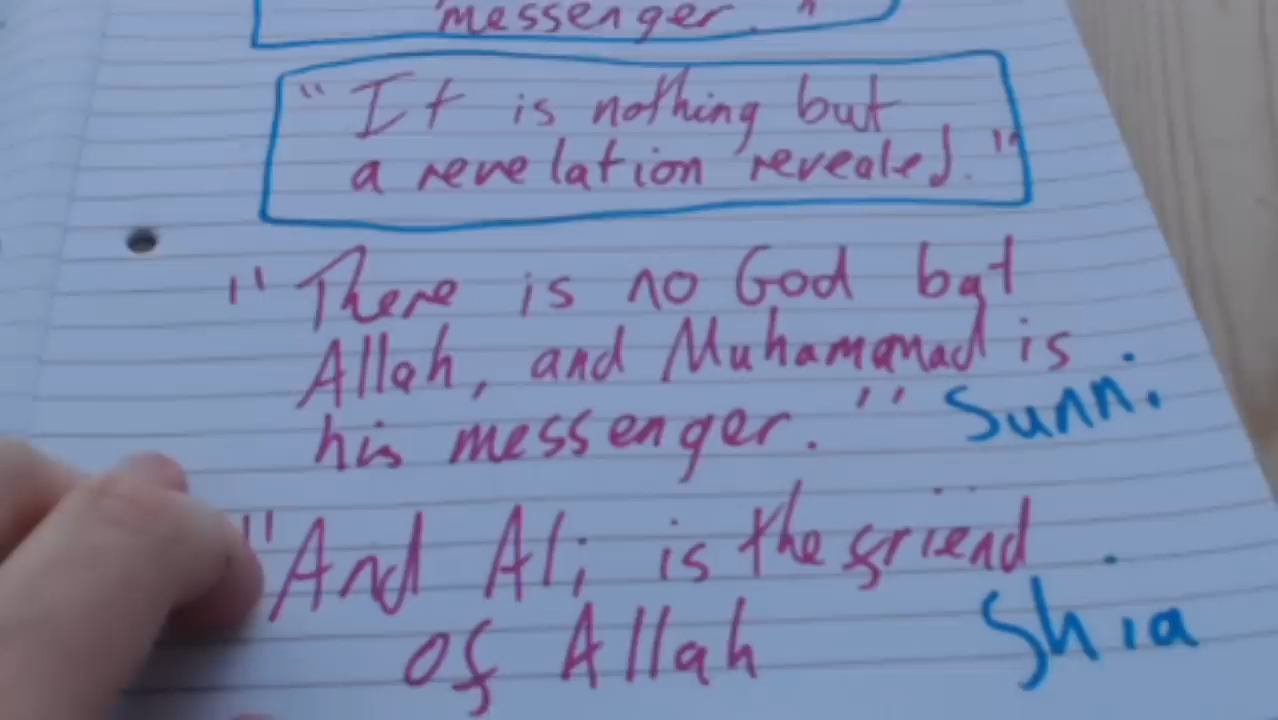 messenger."
"It is nothing but
a revelation revealed."
"There is no God but
Allah, and Muhammad is
his messenger." Sunni
"And Ali is the friend
of Allah Shia